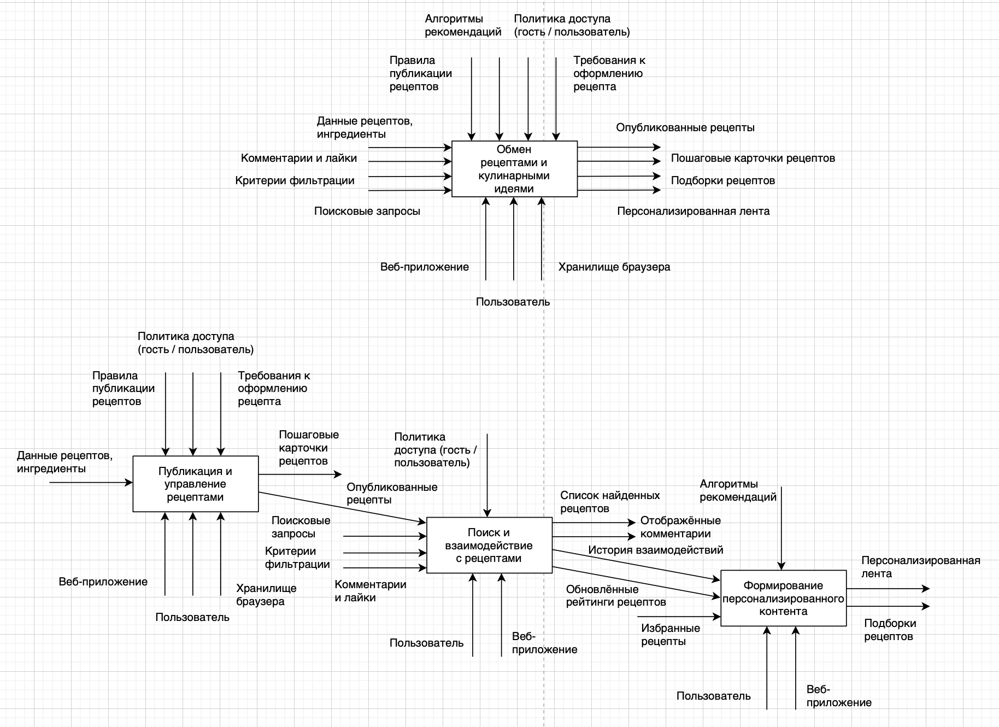 Алгоритмы
рекомендаций
Политика доступа
(гость / пользователь)
Правила
публикации
рецептов
Требования к
оформлению
рецепта
Данные рецептов,
ингредиенты
Комментарии и лайки
Критерии фильтрации
Поисковые запросы
Обмен
рецептами и
кулинарными
идеями
Опубликованные рецепты
Пошаговые карточки рецептов
Подборки рецептов
Персонализированная лента
Веб-приложение
Хранилище браузера
Пользователь
Политика доступа
(гость / пользователь)
Правила
публикации
рецептов
Требования к
оформлению
рецепта
Данные рецептов,
ингредиенты
Публикация и
управление
рецептами
Пошаговые
карточки
рецептов
Опубликованные
рецепты
Веб-приложение
Хранилище
браузера
Пользователь
Политика
доступа (гость /
пользователь)
Поисковые
запросы
Критерии
фильтрации
Комментарии
и лайки
Поиск и
взаимодействие
с рецептами
Список найденных
рецептов
Отображённые
комментарии
История взаимодействий
Обновлённые
рейтинги рецептов
Пользователь
Веб-
приложение
Алгоритмы
рекомендаций
Избранные
рецепты
Формирование
персонализированного
контента
Персонализированная
лента
Подборки
рецептов
Пользователь
Веб-
приложение